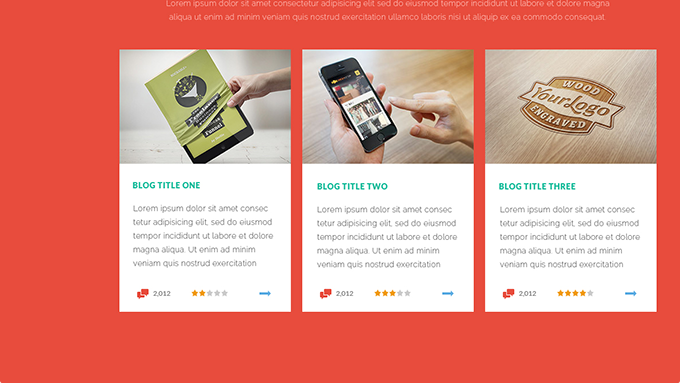 Lorem ipsum dolor sit amet consectetur adipisicing elit, sed do eiusmod tempor incididunt ut labore et dolore magna
aliqua ut enim ad minim veniam quis nostrud exercitation ullamco laboris nisi ut aliquip ex ea commodo consequat.
WOOD
YourLogo
ENGRAVED
BLOG TITLE ONE
Lorem ipsum dolor sit amet consec
tetur adipisicing elit, sed do eiusmod
tempor incididunt ut labore et dolore
magna aliqua. Ut enim ad minim
veniam quis nostrud exercitation
2,012
BLOG TITLE TWO
Lorem ipsum dolor sit amet consec
tetur adipisicing elit, sed do eiusmod
tempor incididunt ut labore et dolore
magna aliqua. Ut enim ad minim
veniam quis nostrud exercitation
2,012
BLOG TITLE THREE
Lorem ipsum dolor sit amet consec
tetur adipisicing elit, sed do eiusmod
tempor incididunt ut labore et dolore
magna aliqua. Ut enim ad minim
veniam quis nostrud exercitation
2,012